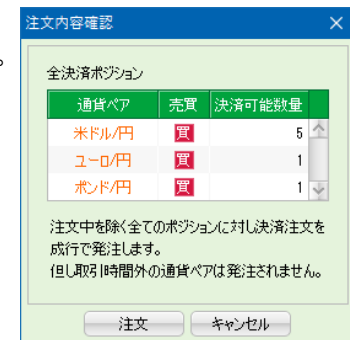 注文内容確認
全決済ポジション
通貨ペア 売買 決済可能数量
米ドル/円 買 5
ユーロ/円 買 1
ポンド/円 買 1
注文中を除く全てのポジションに対し決済注文を
成行で発注します。
但し取引時間外の通貨ペアは発注されません。
注文 キャンセル